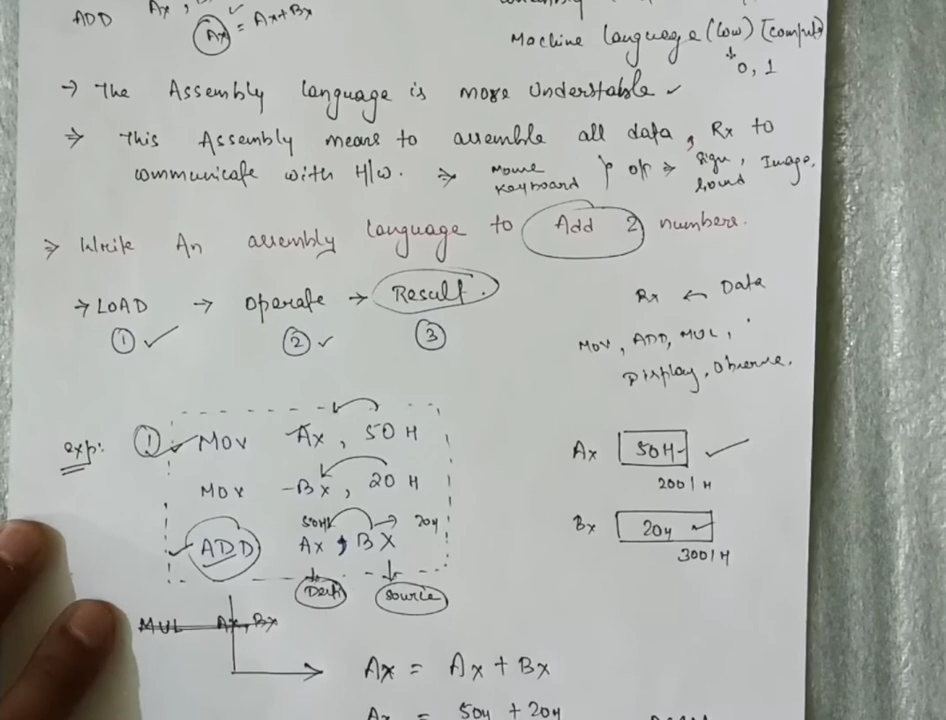 ADD Ax,
Ax = Ax+Bx
Machine language (low) [comput
0, 1
→ The Assembly language is more Understable ✓
⇒ This Assembly means to assemble all data, Rx to
communicate with H/w. ⇒ Mouse Keyboard } o/p ⇒ Sign, Sound Image.
⇒ Write An assembly language to Add 2 numbers.
→ LOAD → Operate → Result.
① ✓ ② ✓ ③
Rx ← Data
MOV, ADD, MUL,
Display, Observe.
exp: ① ✓ MOV Ax, 50 H
MOV Bx, 20 H
50H → 20H
ADD Ax, BX
Dest Source
Ax 50H ✓
2001 H
Bx 20H ✓
3001 H
MUL Ax, Bx
Ax = Ax + Bx
Ax = 50H + 20H